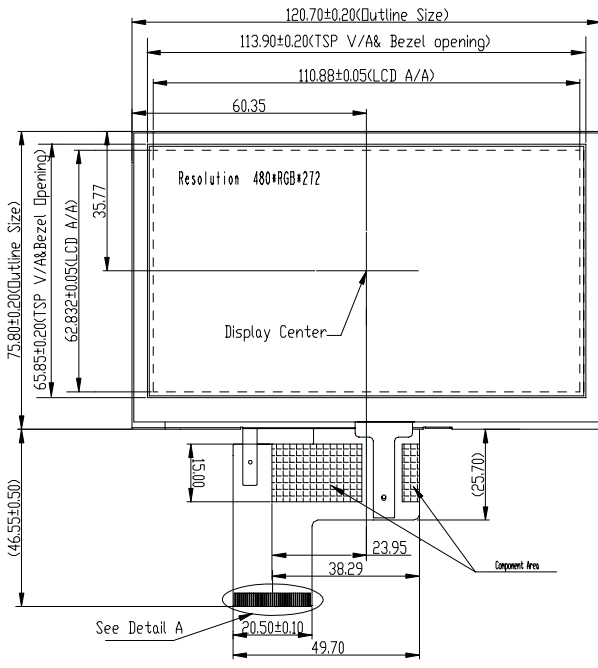 120.70±0.20(Outline Size)
113.90±0.20(TSP V/A& Bezel opening)
110.88±0.05(LCD A/A)
60.35
75.80±0.20(Outline Size)
65.85±0.20(TSP V/A&Bezel Opening)
62.832±0.05(LCD A/A)
35.77
Resolution 480*RGB*272
Display Center
(46.55±0.50)
15.00
(25.70)
23.95
Component Area
38.29
See Detail A
20.50±0.10
49.70